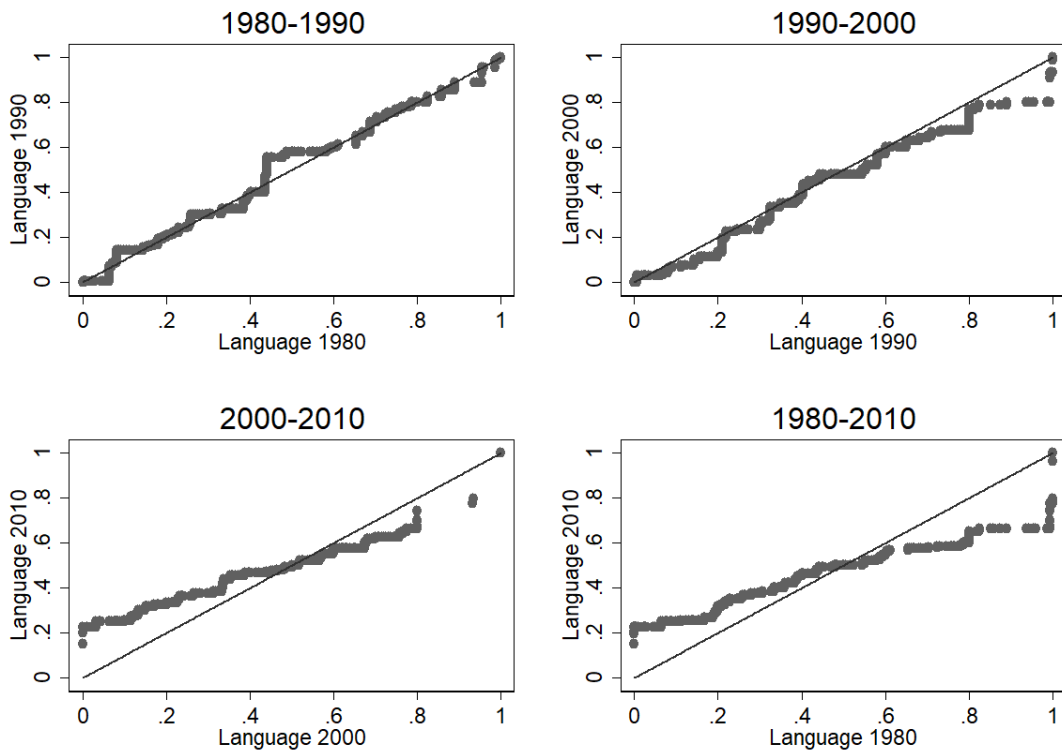 1980-1990
1
.8
.6
.4
.2
0
Language 1990
0 .2 .4 .6 .8 1
Language 1980
1990-2000
1
.8
.6
.4
.2
0
Language 2000
0 .2 .4 .6 .8 1
Language 1990
2000-2010
1
.8
.6
.4
.2
0
Language 2010
0 .2 .4 .6 .8 1
Language 2000
1980-2010
1
.8
.6
.4
.2
0
Language 2010
0 .2 .4 .6 .8 1
Language 1980